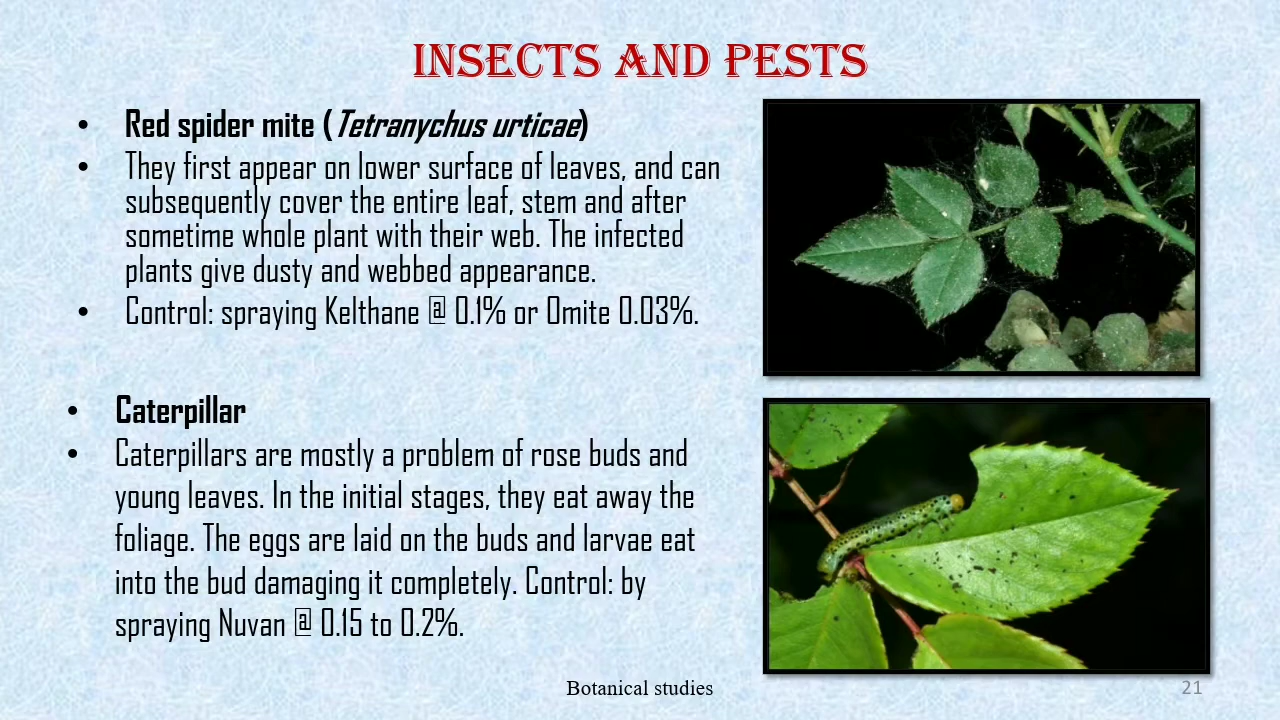 INSECTS AND PESTS
• Red spider mite (Tetranychus urticae)
• They first appear on lower surface of leaves, and can
subsequently cover the entire leaf, stem and after
sometime whole plant with their web. The infected
plants give dusty and webbed appearance.
• Control: spraying Kelthane @ 0.1% or Omite 0.03%.
• Caterpillar
• Caterpillars are mostly a problem of rose buds and
young leaves. In the initial stages, they eat away the
foliage. The eggs are laid on the buds and larvae eat
into the bud damaging it completely. Control: by
spraying Nuvan @ 0.15 to 0.2%.
Botanical studies
21